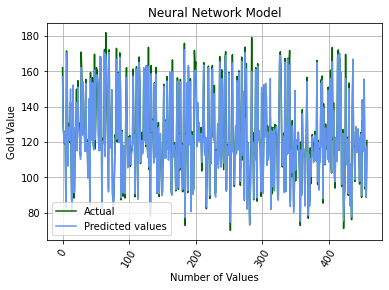 Neural Network Model
Gold Value
180
160
140
120
100
80
Actual
Predicted values
0
100
200
300
400
Number of Values